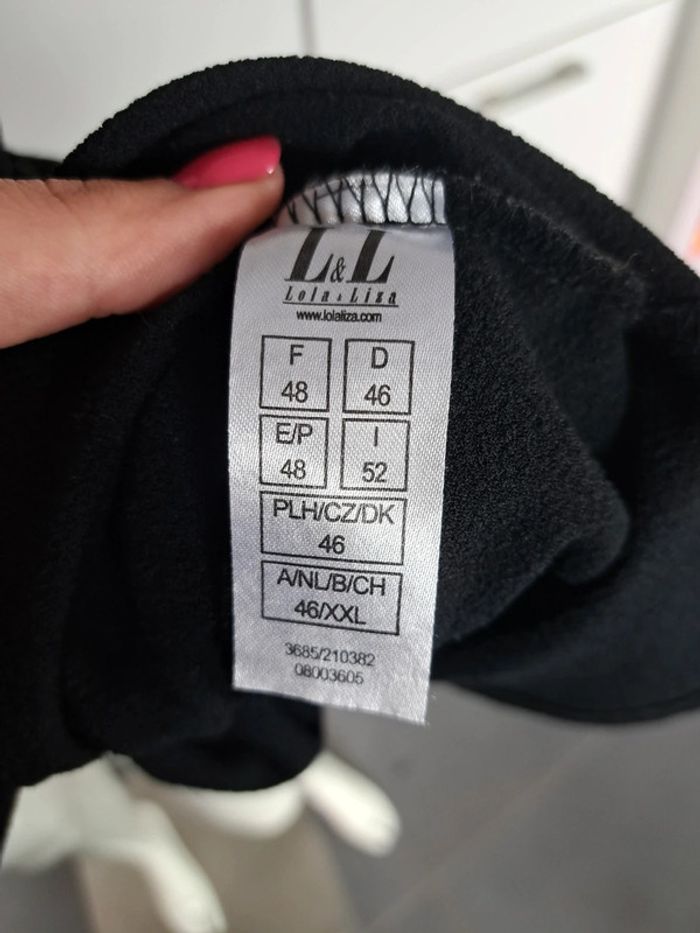 L&L
Lola & Liza
www.lolaliza.com
F D
48 46
E/P I
48 52
PLH/CZ/DK
46
A/NL/B/CH
46/XXL
3685/210382
08003605